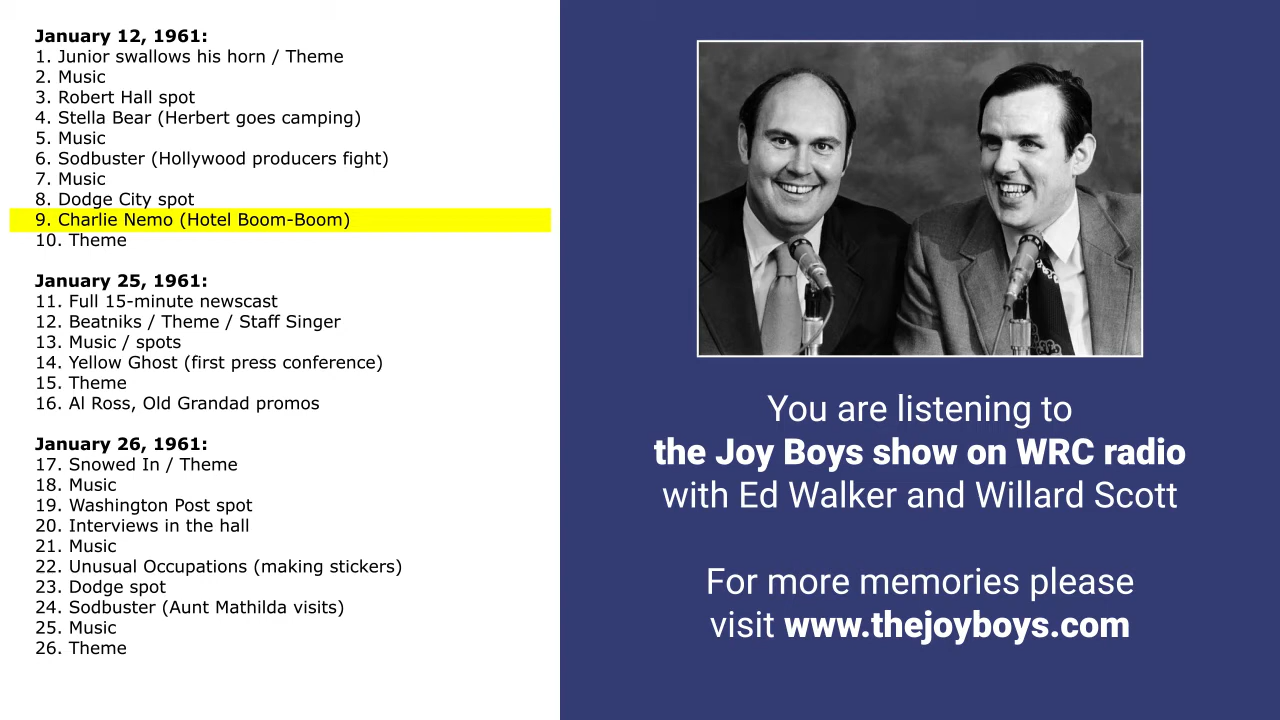 January 12, 1961:
1. Junior swallows his horn / Theme
2. Music
3. Robert Hall spot
4. Stella Bear (Herbert goes camping)
5. Music
6. Sodbuster (Hollywood producers fight)
7. Music
8. Dodge City spot
9. Charlie Nemo (Hotel Boom-Boom)
10. Theme
January 25, 1961:
11. Full 15-minute newscast
12. Beatniks / Theme / Staff Singer
13. Music / spots
14. Yellow Ghost (first press conference)
15. Theme
16. Al Ross, Old Grandad promos
January 26, 1961:
17. Snowed In / Theme
18. Music
19. Washington Post spot
20. Interviews in the hall
21. Music
22. Unusual Occupations (making stickers)
23. Dodge spot
24. Sodbuster (Aunt Mathilda visits)
25. Music
26. Theme
You are listening to
the Joy Boys show on WRC radio
with Ed Walker and Willard Scott
For more memories please
visit www.thejoyboys.com